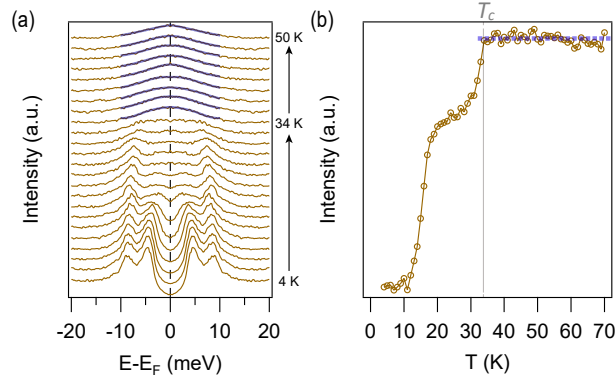 (a)
50 K
34 K
4 K
Intensity (a.u.)
-20 -10 0 10 20
E-E_F (meV)
(b)
T_c
Intensity (a.u.)
0 10 20 30 40 50 60 70
T (K)